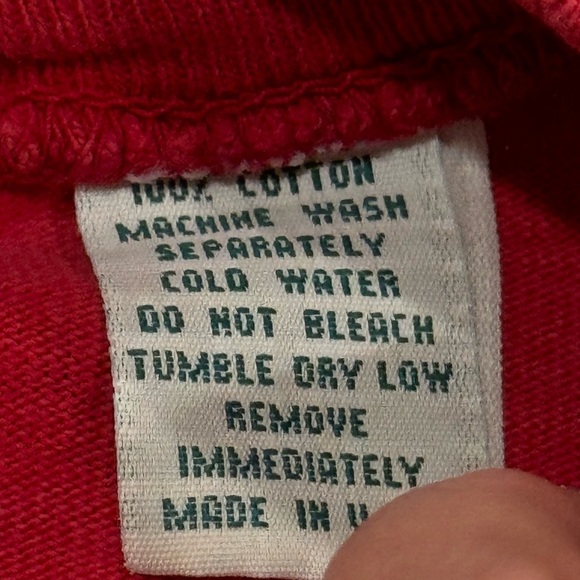 100% COTTON
MACHINE WASH
SEPARATELY
COLD WATER
DO NOT BLEACH
TUMBLE DRY LOW
REMOVE
IMMEDIATELY
MADE IN